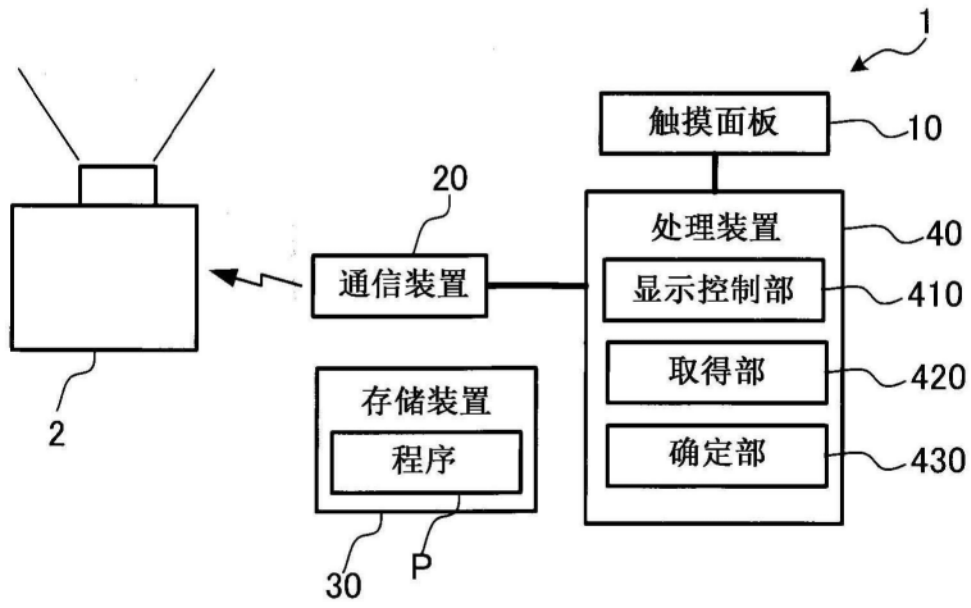 1
触摸面板
10
20
处理装置
40
通信装置
显示控制部
410
取得部
420
2
存储装置
程序
确定部
430
30
P